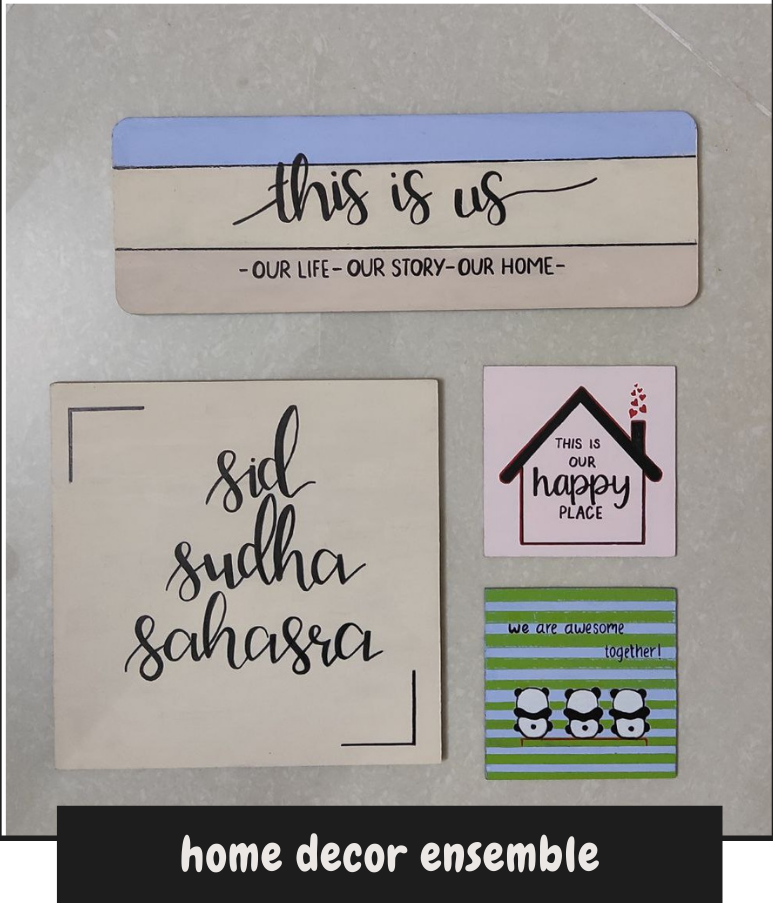 this is us
-OUR LIFE-OUR STORY-OUR HOME-
sid
sudha
sahasra
THIS IS
OUR
happy
PLACE
we are awesome
together!
home decor ensemble